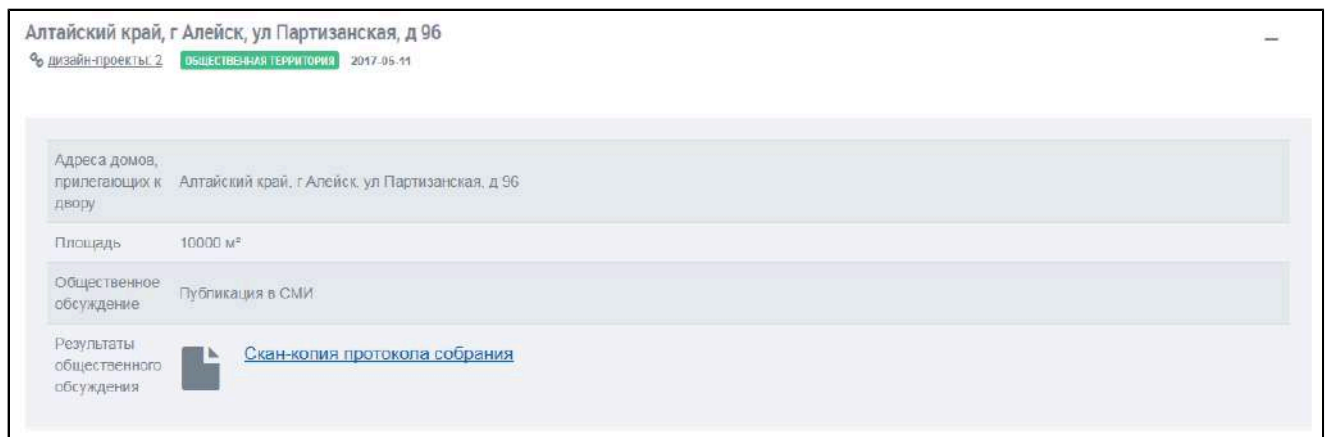 Алтайский край, г Алейск, ул Партизанская, д 96
дизайн-проекты: 2 ОБЩЕСТВЕННАЯ ТЕРРИТОРИЯ 2017-05-11
Адреса домов,
прилегающих к
двору
Алтайский край, г Алейск, ул Партизанская, д 96
Площадь 10000 м²
Общественное
обсуждение
Публикация в СМИ
Результаты
общественного
обсуждения
Скан-копия протокола собрания